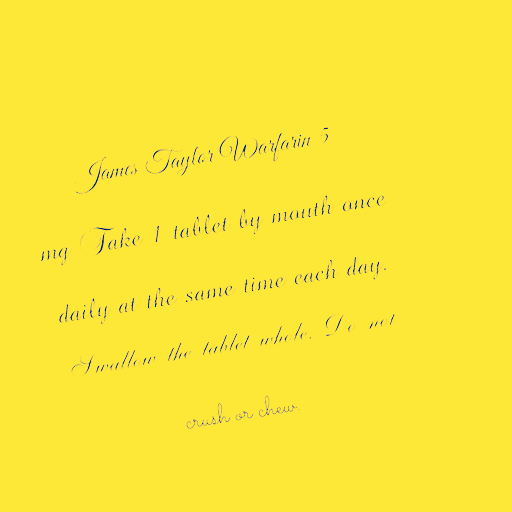 James Taylor Warfarin 5
mg Take 1 tablet by mouth once
daily at the same time each day.
Swallow the tablet whole. Do not
crush or chew.